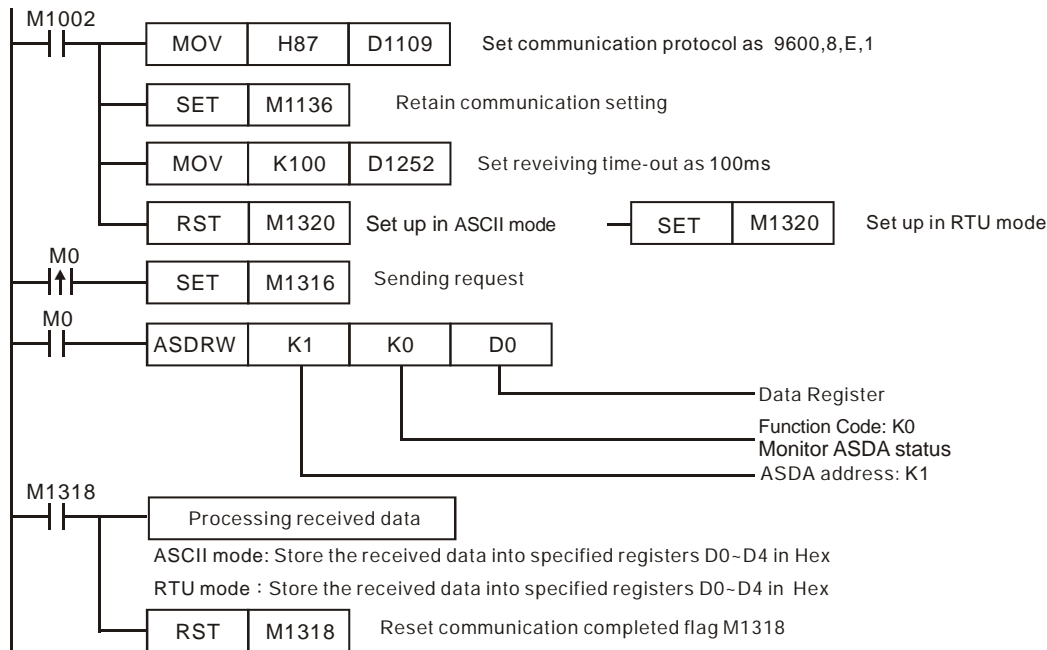 M1002
MOV H87 D1109 Set communication protocol as 9600,8,E,1
SET M1136 Retain communication setting
MOV K100 D1252 Set reveiving time-out as 100ms
RST M1320 Set up in ASCII mode SET M1320 Set up in RTU mode
M0
SET M1316 Sending request
M0
ASDRW K1 K0 D0
Data Register
Function Code: K0
Monitor ASDA status
ASDA address: K1
M1318
Processing received data
ASCII mode: Store the received data into specified registers D0~D4 in Hex
RTU mode：Store the received data into specified registers D0~D4 in Hex
RST M1318 Reset communication completed flag M1318